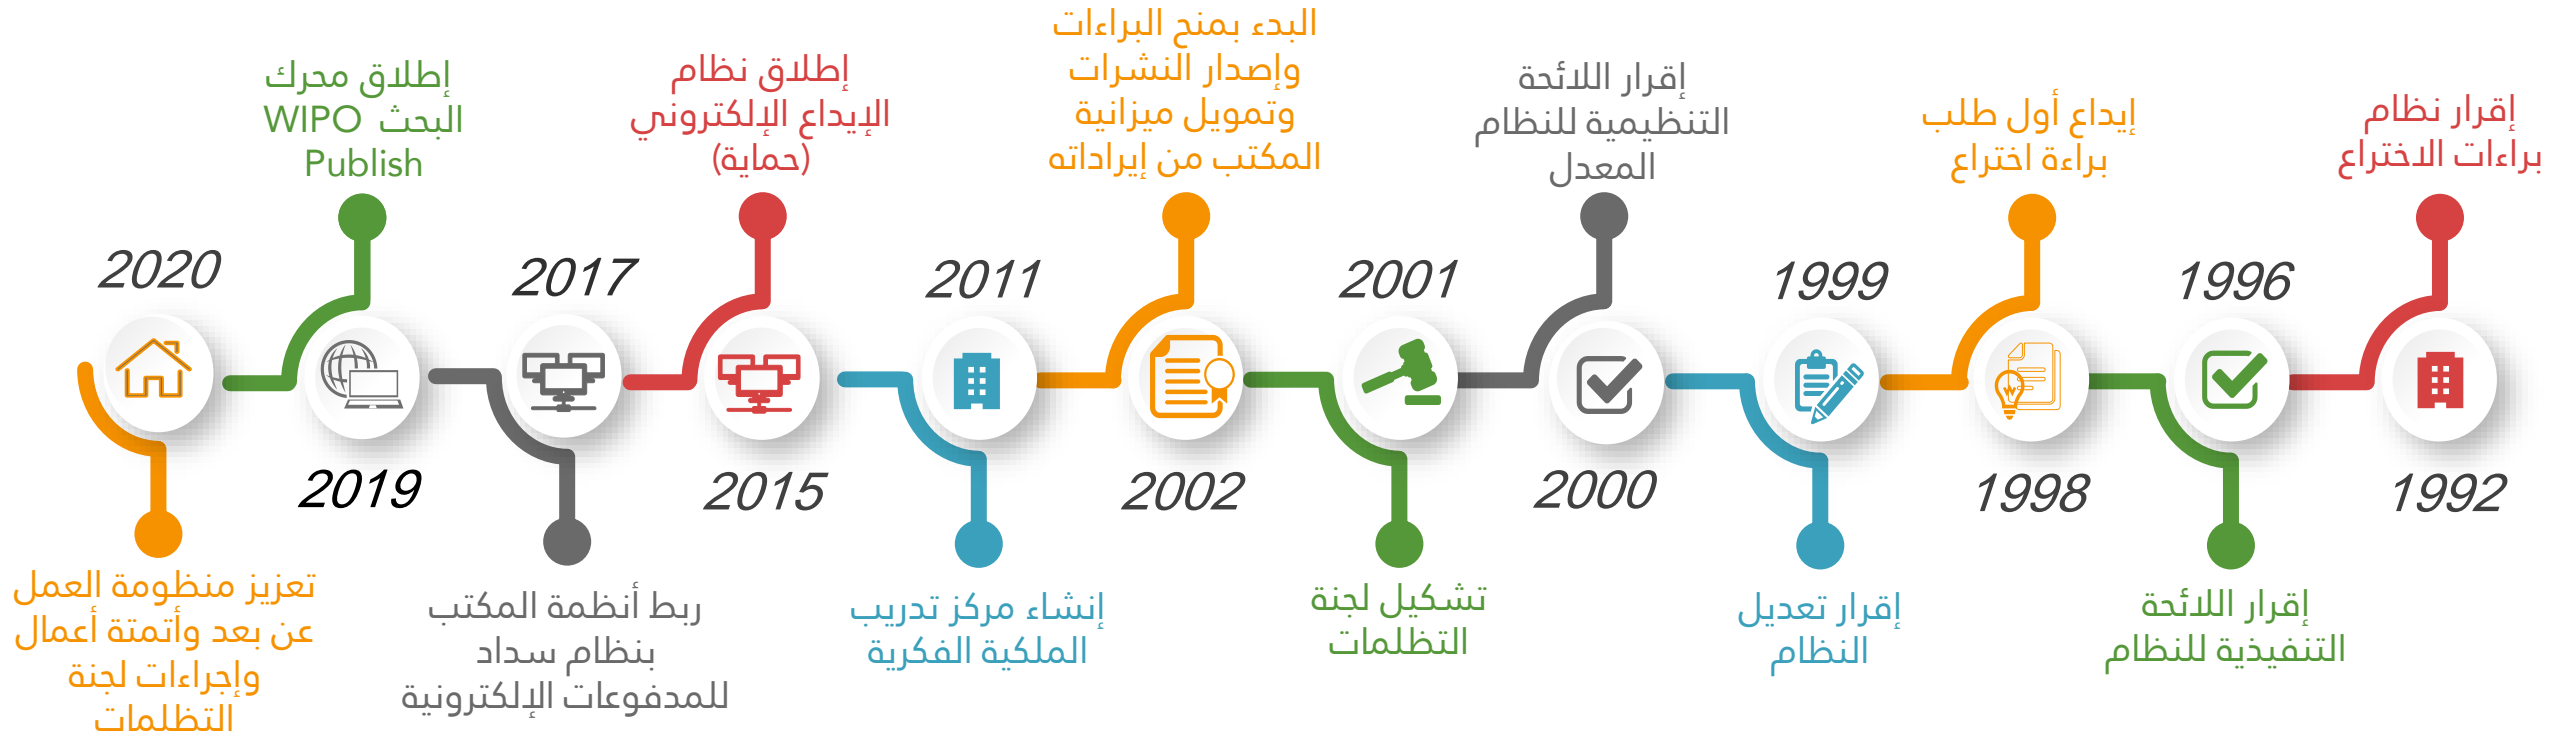 إقرار نظام
براءات الاختراع
1992
1996
إقرار اللائحة
التنفيذية للنظام
إيداع أول طلب
براءة اختراع
1998
1999
إقرار تعديل
النظام
إقرار اللائحة
التنظيمية للنظام
المعدل
2000
2001
تشكيل لجنة
التظلمات
البدء بمنح البراءات
وإصدار النشرات
وتمويل ميزانية
المكتب من إيراداته
2002
2011
إنشاء مركز تدريب
الملكية الفكرية
إطلاق نظام
الإيداع الإلكتروني
(حماية)
2015
2017
ربط أنظمة المكتب
بنظام سداد
للمدفوعات الإلكترونية
إطلاق محرك
البحث WIPO
Publish
2019
2020
تعزيز منظومة العمل
عن بعد وأتمتة أعمال
وإجراءات لجنة
التظلمات